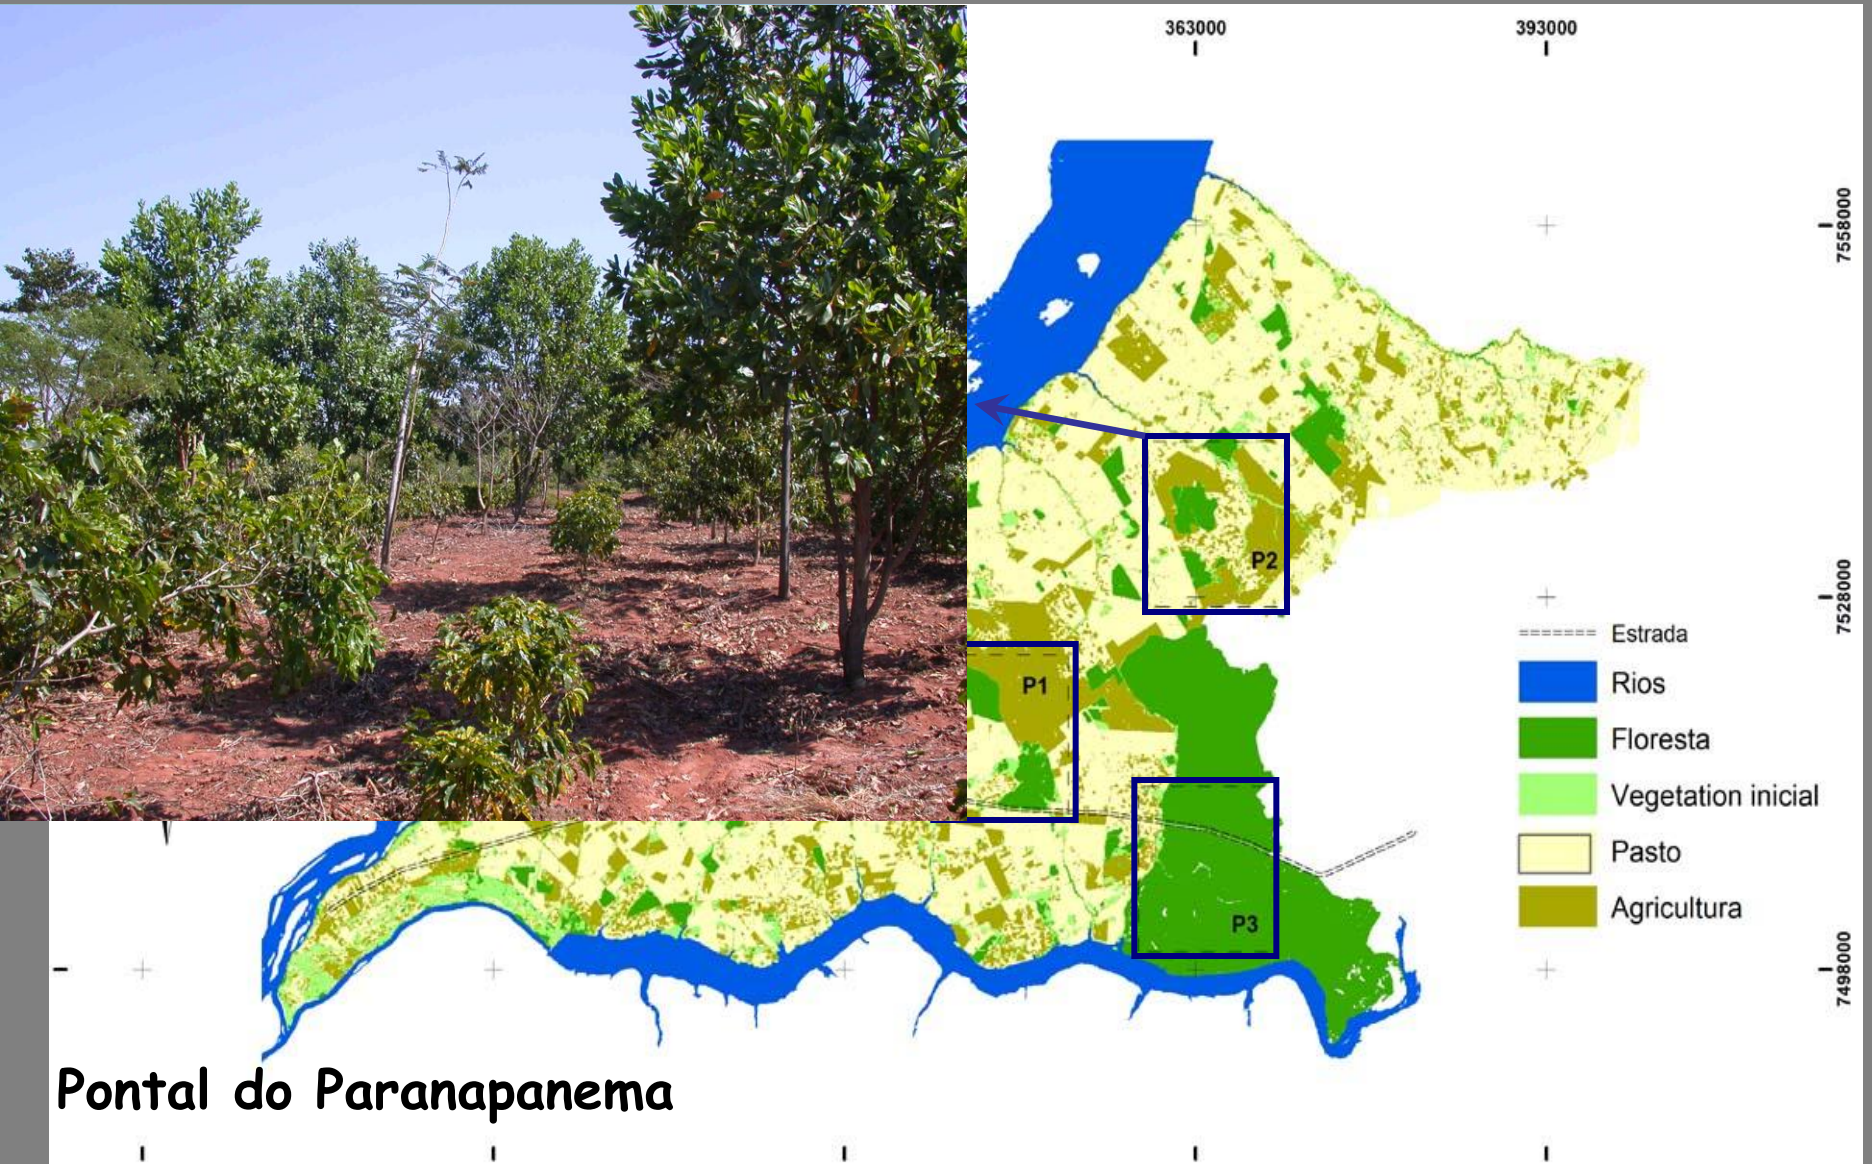 363000
393000
7558000
7528000
P2
P1
P3
Estrada
Rios
Floresta
Vegetation inicial
Pasto
Agricultura
7498000
Pontal do Paranapanema